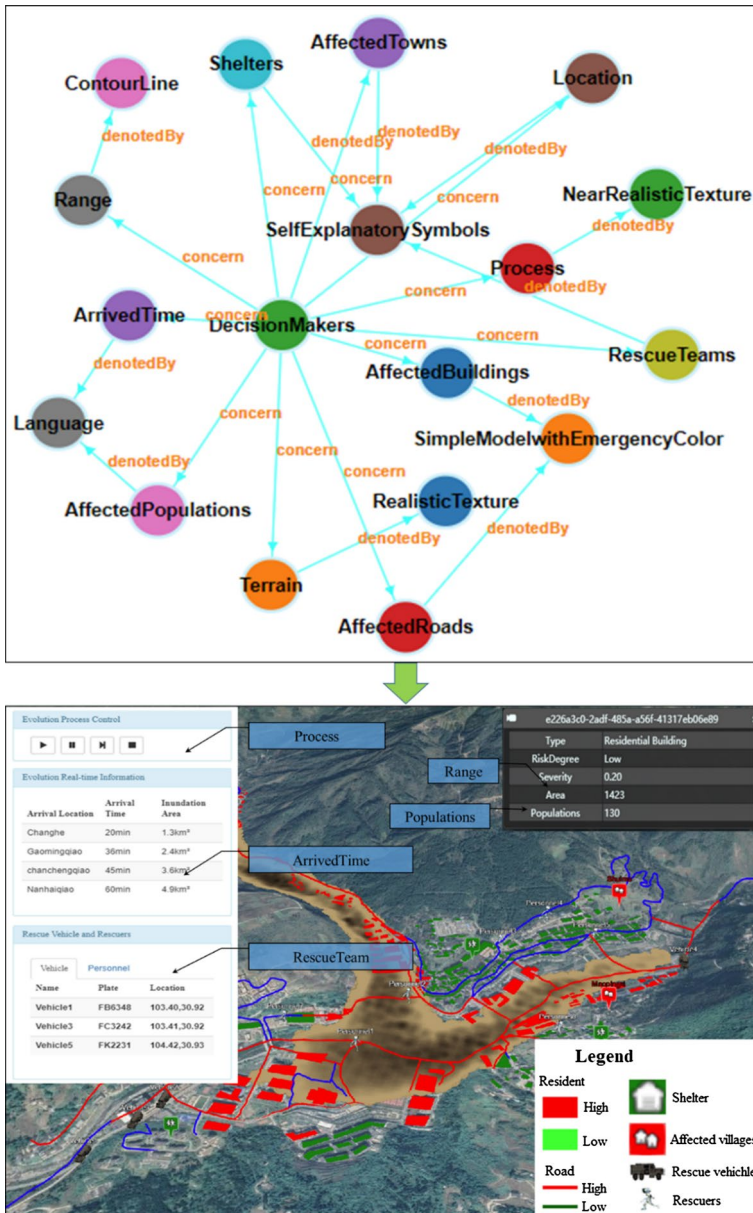 AffectedTowns
Shelters
Location
ContourLine
denotedBy
denotedBy
denotedBy
denotedBy
Range
concern
concern
concern
NearRealisticTexture
SelfExplanatorySymbols
denotedBy
concern
Process
ArrivedTime
concern
DecisionMakers
concern
denotedBy
concern
RescueTeams
denotedBy
concern
AffectedBuildings
denotedBy
Language
concern
SimpleModelwithEmergencyColor
denotedBy
concern
concern
AffectedPopulations
RealisticTexture
denotedBy
denotedBy
Terrain
AffectedRoads
Evolution Process Control
Process
Evolution Real-time Information
Arrival Location Arrival Time Inundation Area
Changhe 20min 1.3km²
Gaomingqiao 36min 2.4km²
chanchengqiao 45min 3.6km²
Nanhaiqiao 60min 4.9km²
ArrivedTime
Rescue Vehicle and Rescuers
RescueTeam
Vehicle Personnel
Name Plate Location
Vehicle1 FB6348 103.40,30.92
Vehicle3 FC3242 103.41,30.92
Vehicle5 FK2231 104.42,30.93
e226a3c0-2adf-485a-a56f-41317eb06e89
Type Residential Building
RiskDegree Low
Severity 0.20
Area 1423
Populations 130
Range
Populations
Legend
Resident
High
Low
Road
High
Low
Shelter
Affected villages
Rescue vehichle
Rescuers